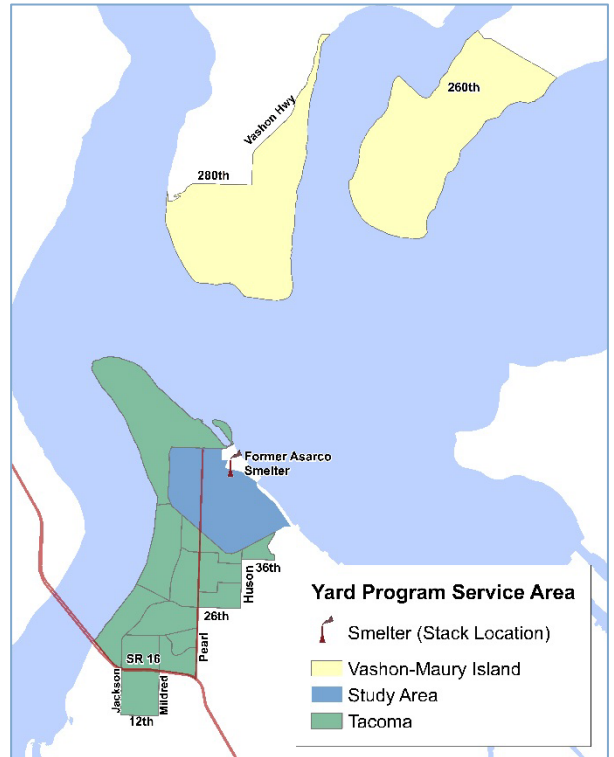 260th
Vashon Hwy
280th
Former Asarco
Smelter
36th
Huson
26th
Pearl
SR 16
Jackson
Mildred
12th
Yard Program Service Area
Smelter (Stack Location)
Vashon-Maury Island
Study Area
Tacoma